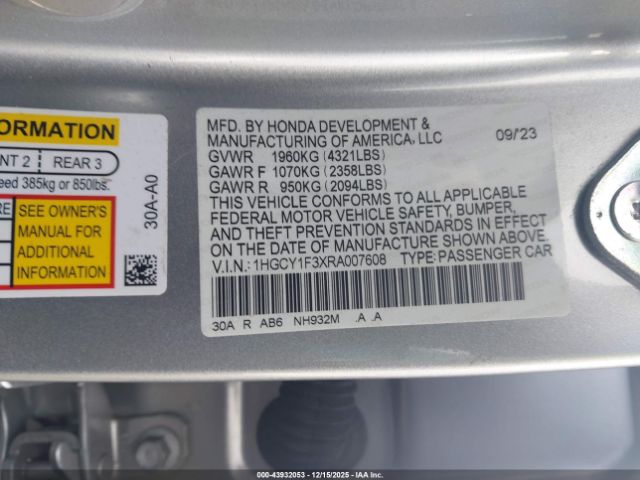 ORMATION
NT 2 REAR 3
eed 385kg or 850lbs.
RE SEE OWNER'S
MANUAL FOR
ADDITIONAL
INFORMATION
30A-A0
MFD. BY HONDA DEVELOPMENT & 
MANUFACTURING OF AMERICA, LLC 09/23
GVWR 1960KG (4321LBS)
GAWR F 1070KG (2358LBS)
GAWR R 950KG (2094LBS)
THIS VEHICLE CONFORMS TO ALL APPLICABLE
FEDERAL MOTOR VEHICLE SAFETY, BUMPER,
AND THEFT PREVENTION STANDARDS IN EFFECT
ON THE DATE OF MANUFACTURE SHOWN ABOVE.
V.I.N.: 1HGCY1F3XRA007608 TYPE: PASSENGER CAR
30A R AB6 NH932M .A .A
000-43932053 - 12/15/2025 - IAAI, Inc.